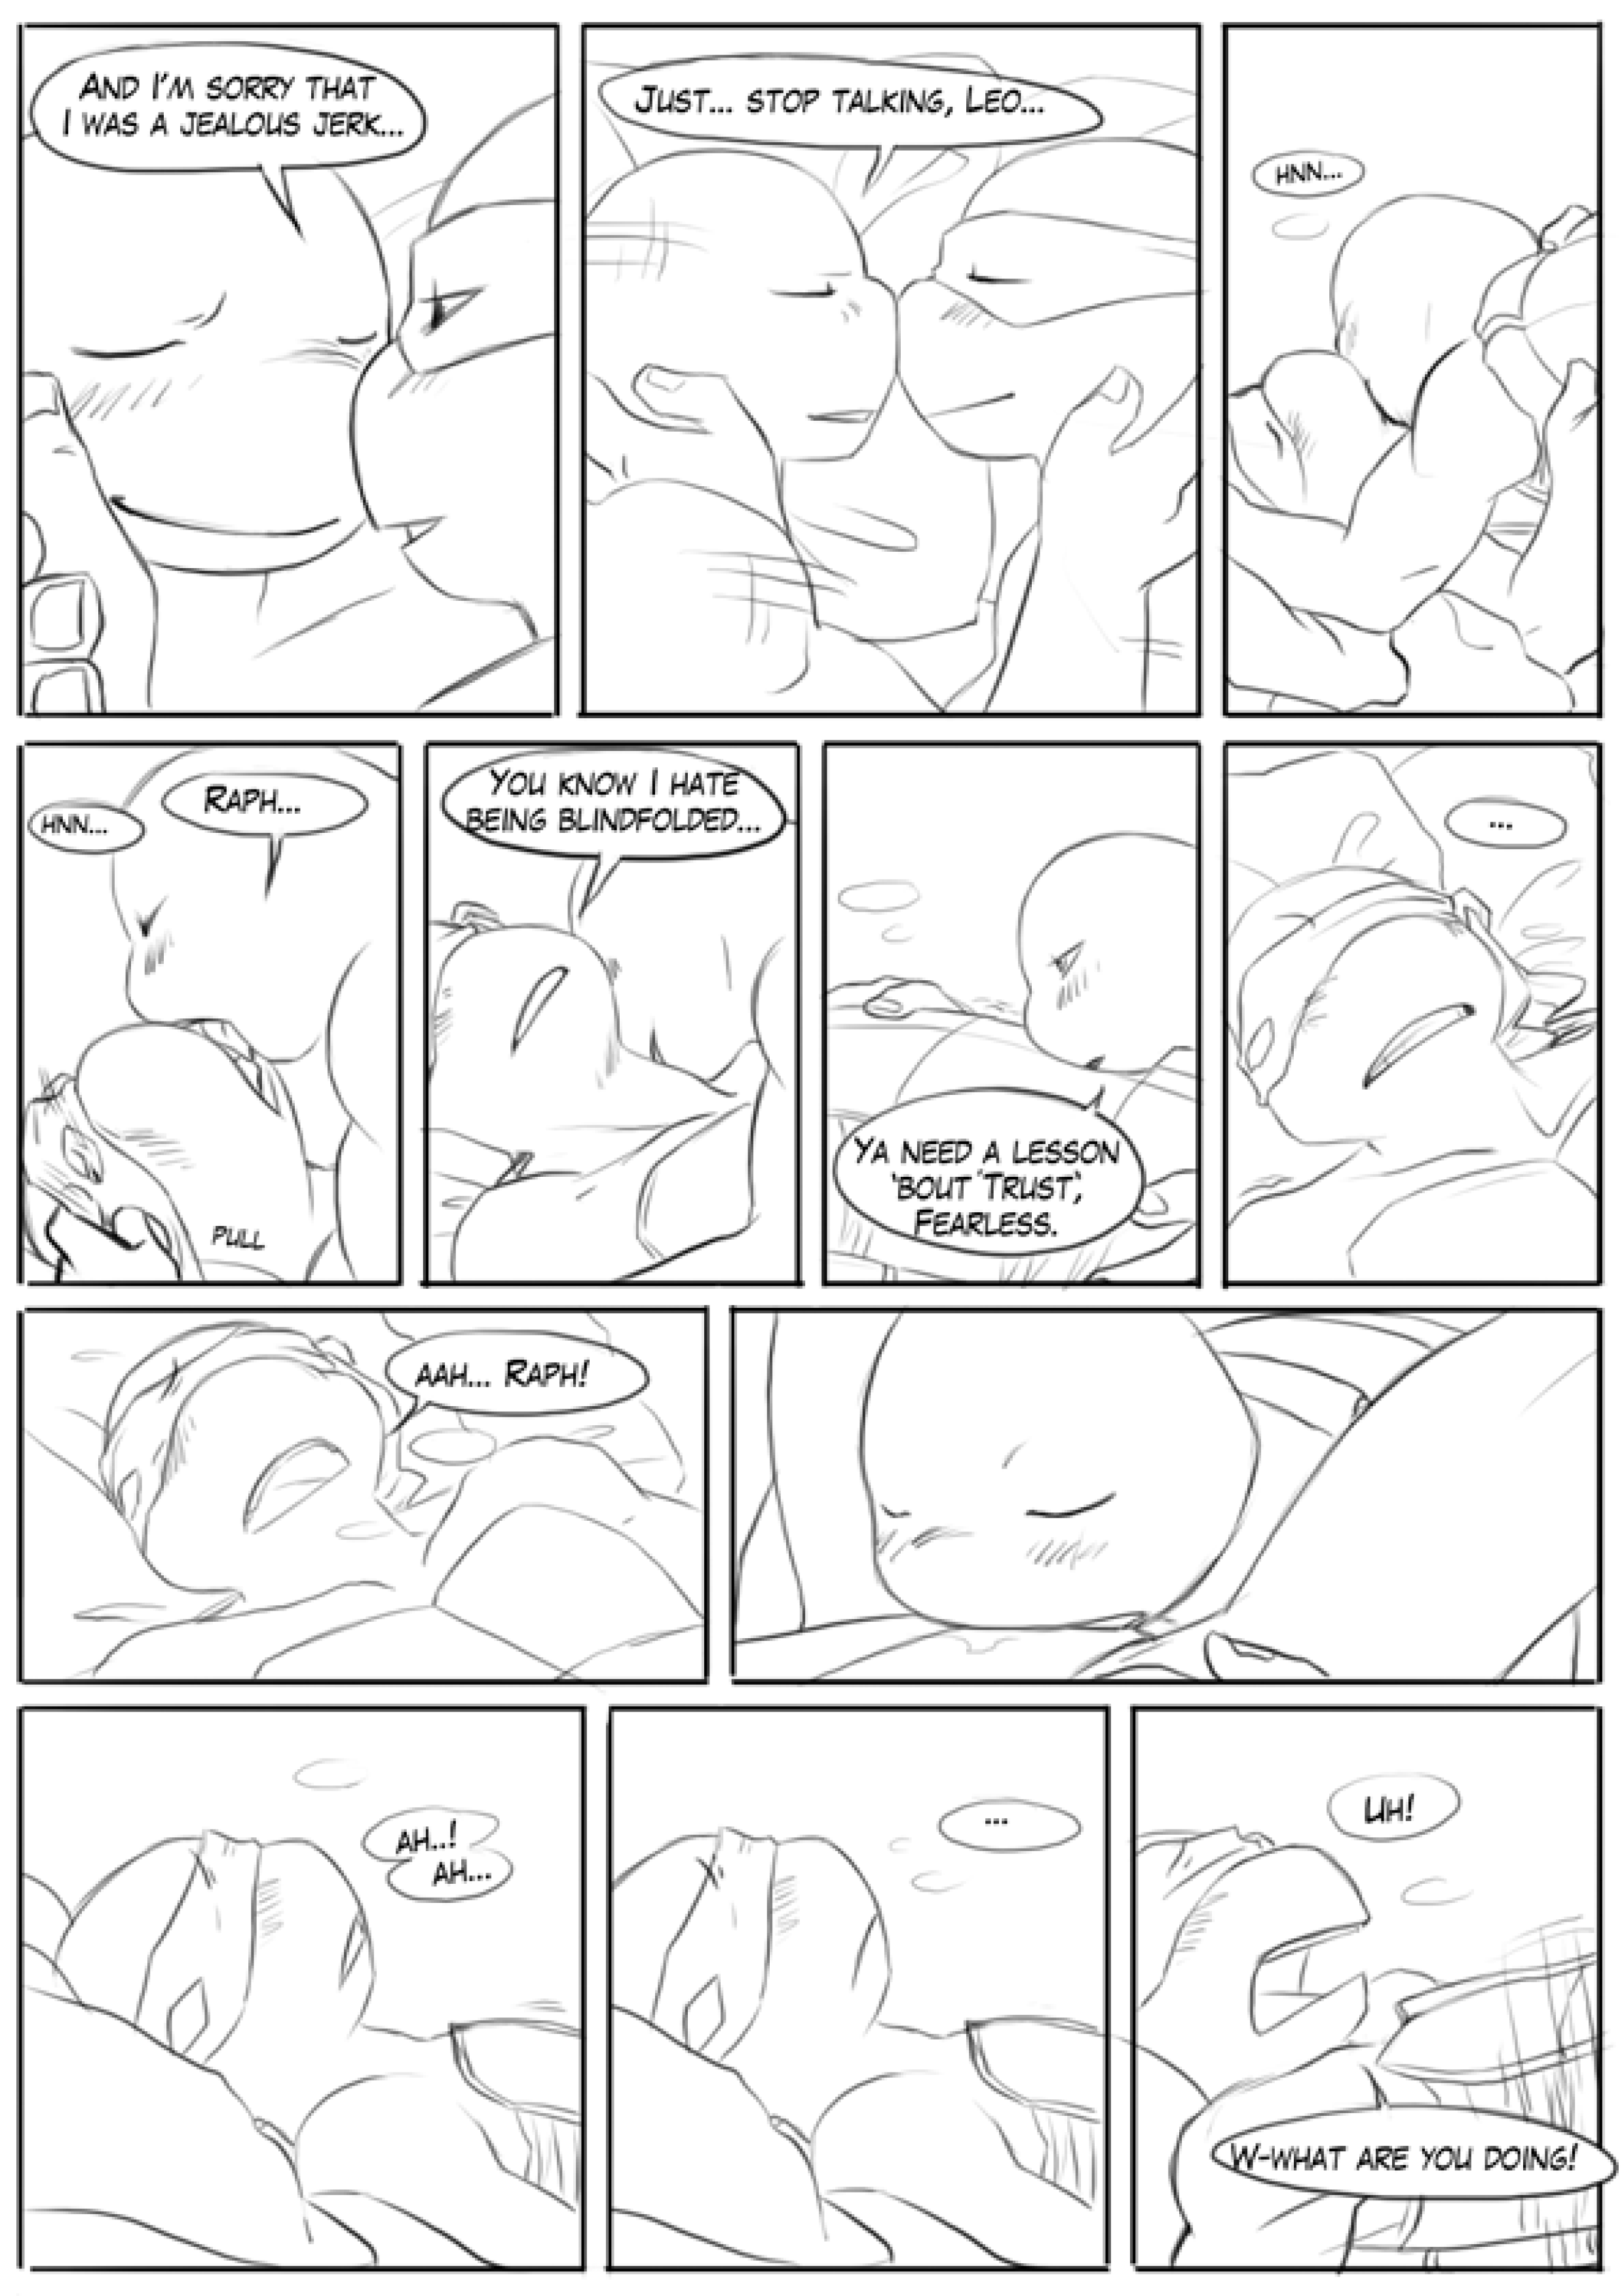 AND I'M SORRY THAT
I WAS A JEALOUS JERK...
JUST... STOP TALKING, LEO...
HNN...
HNN...
RAPH...
PULL
YOU KNOW I HATE
BEING BLINDFOLDED...
YA NEED A LESSON
'BOUT 'TRUST',
FEARLESS.
...
AAH... RAPH!
AH..!
AH...
...
UH!
W-WHAT ARE YOU DOING!